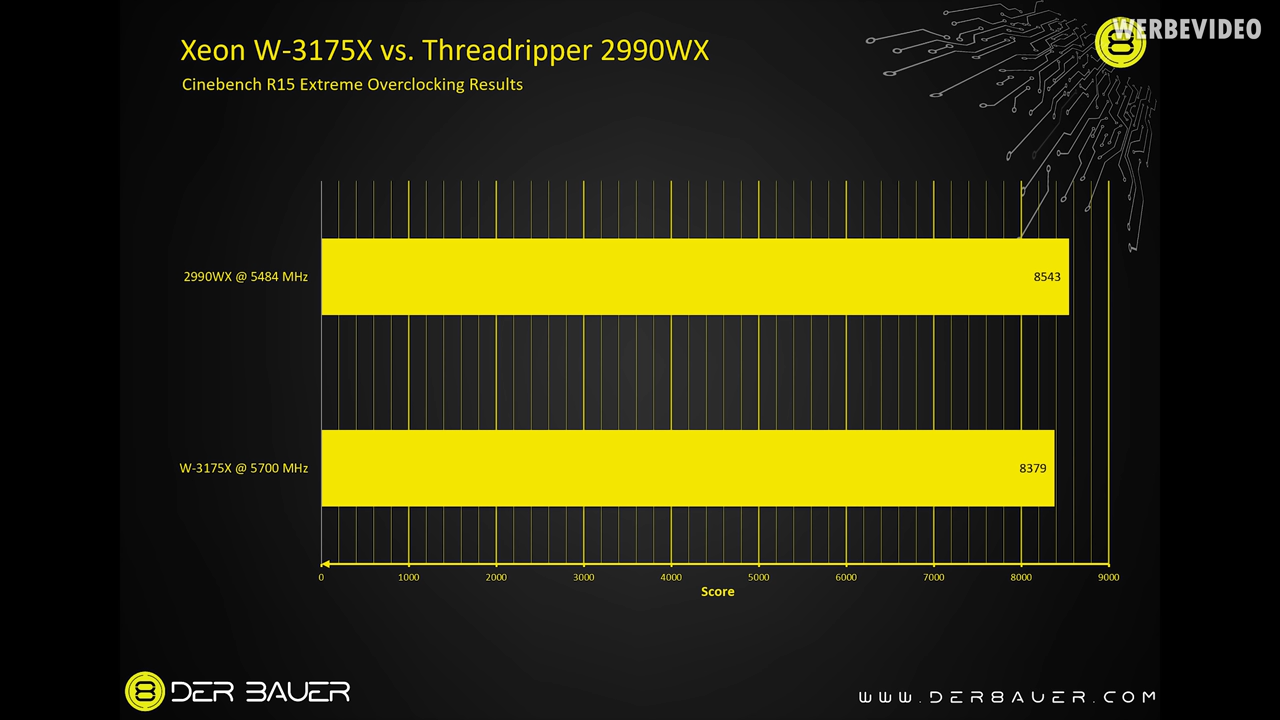 Xeon W-3175X vs. Threadripper 2990WX
WERBEVIDEO
Cinebench R15 Extreme Overclocking Results
2990WX @ 5484 MHz
8543
W-3175X @ 5700 MHz
8379
0 1000 2000 3000 4000 5000 6000 7000 8000 9000
Score
DER BAUER
WWW.DER8AUER.COM